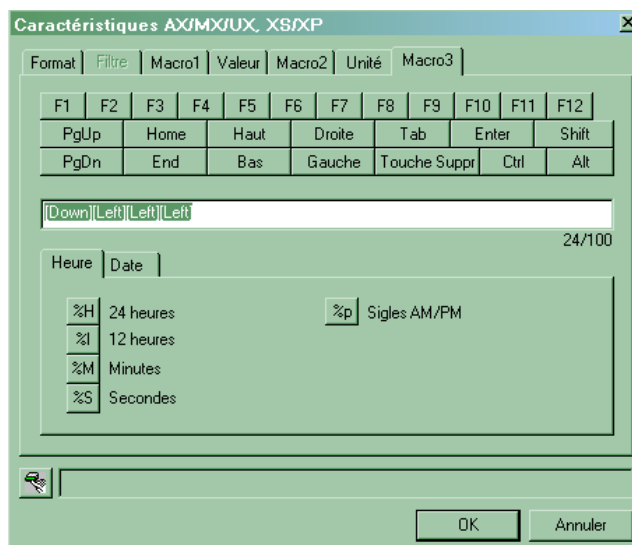 Caractéristiques AX/MX/UX, XS/XP
Format Filtre Macro1 Valeur Macro2 Unité Macro3
F1 F2 F3 F4 F5 F6 F7 F8 F9 F10 F11 F12
PgUp Home Haut Droite Tab Enter Shift
PgDn End Bas Gauche Touche Suppr Ctrl Alt
[Down][Left][Left][Left]
24/100
Heure Date
%H 24 heures %p Sigles AM/PM
%I 12 heures
%M Minutes
%S Secondes
OK Annuler